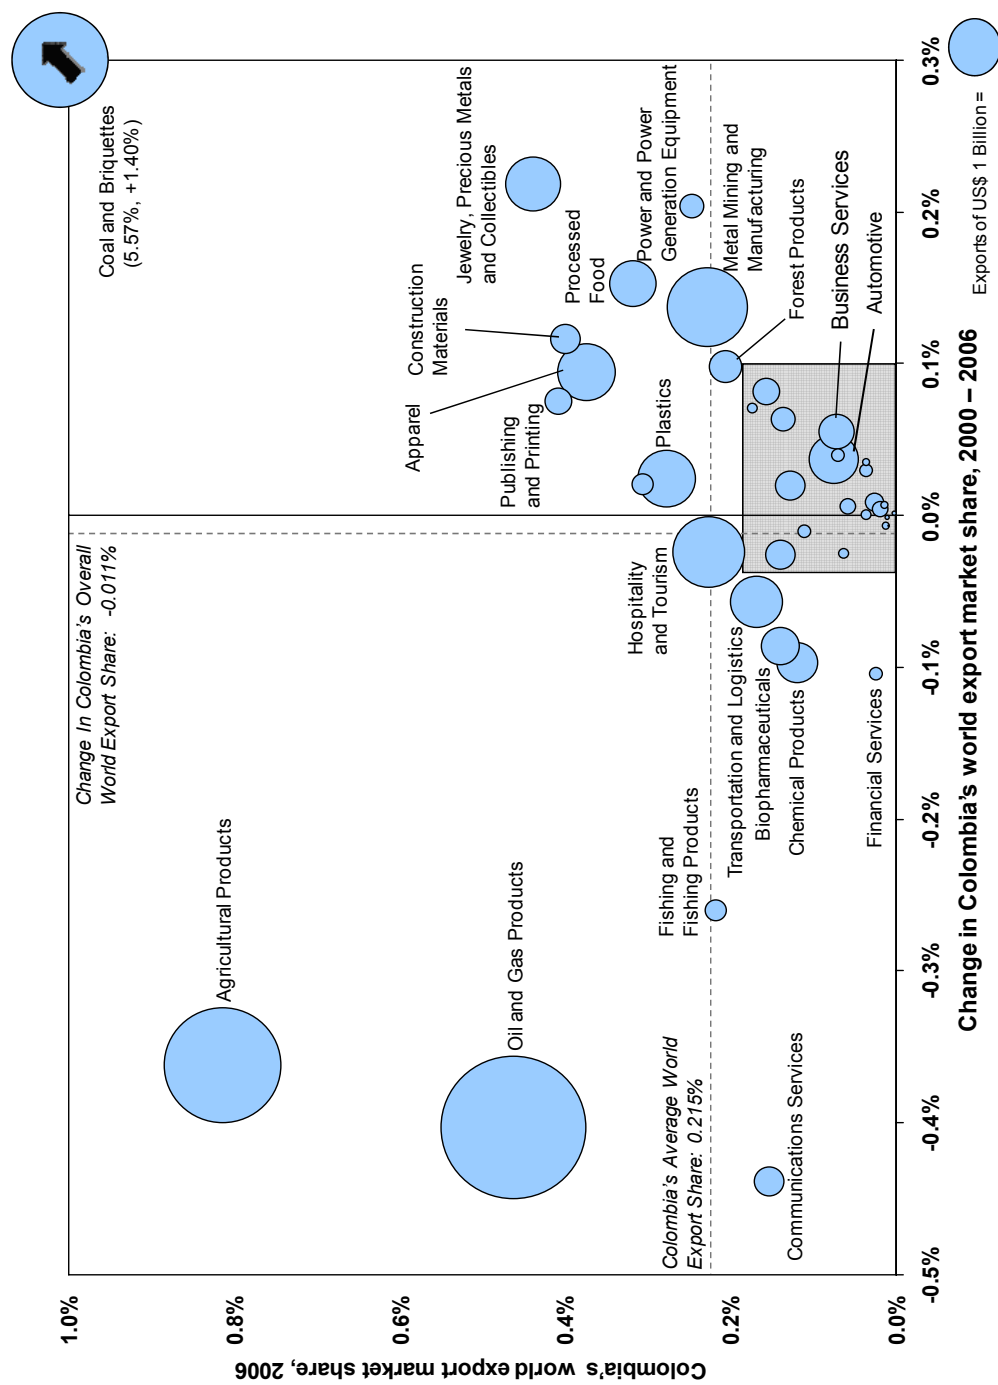 Colombia’s world export market share, 2006
1.0%
0.8%
0.6%
0.4%
0.2%
0.0%
Change In Colombia’s Overall
World Export Share: -0.011%
Coal and Briquettes
(5.57%, +1.40%)
Agricultural Products
Oil and Gas Products
Jewelry, Precious Metals
and Collectibles
Construction
Materials
Apparel
Publishing
and Printing
Processed
Food
Power and Power
Generation Equipment
Plastics
Metal Mining and
Manufacturing
Forest Products
Business Services
Automotive
Hospitality
and Tourism
Colombia’s Average World
Export Share: 0.215%
Fishing and
Fishing Products
Transportation and Logistics
Biopharmaceuticals
Chemical Products
Communications Services
Financial Services
-0.5%
-0.4%
-0.3%
-0.2%
-0.1%
0.0%
0.1%
0.2%
0.3%
Change in Colombia’s world export market share, 2000 – 2006
Exports of US$ 1 Billion =